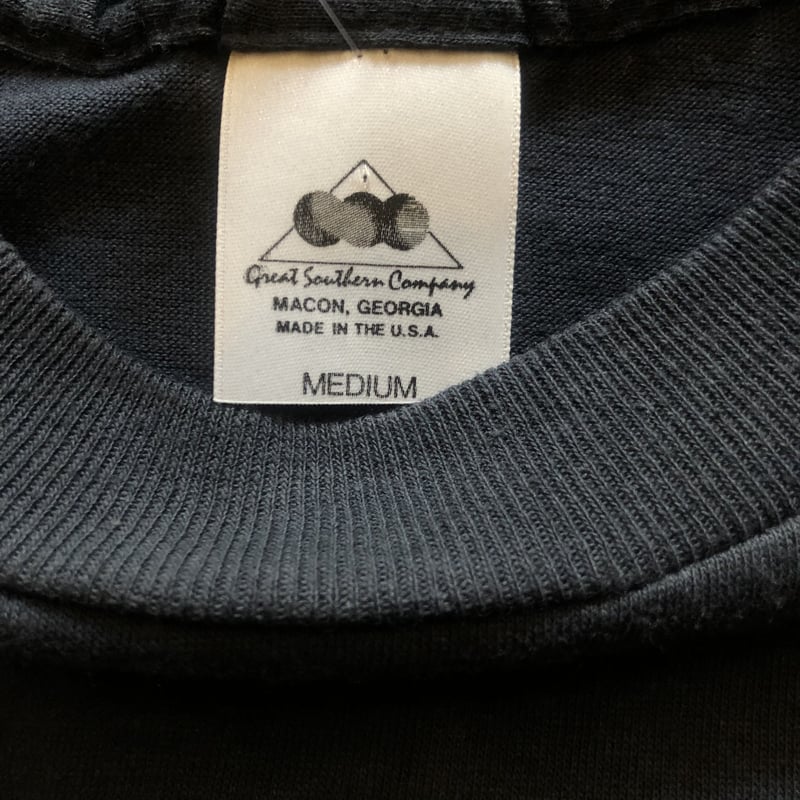 Great Southern Company
MACON, GEORGIA
MADE IN THE U.S.A.
MEDIUM